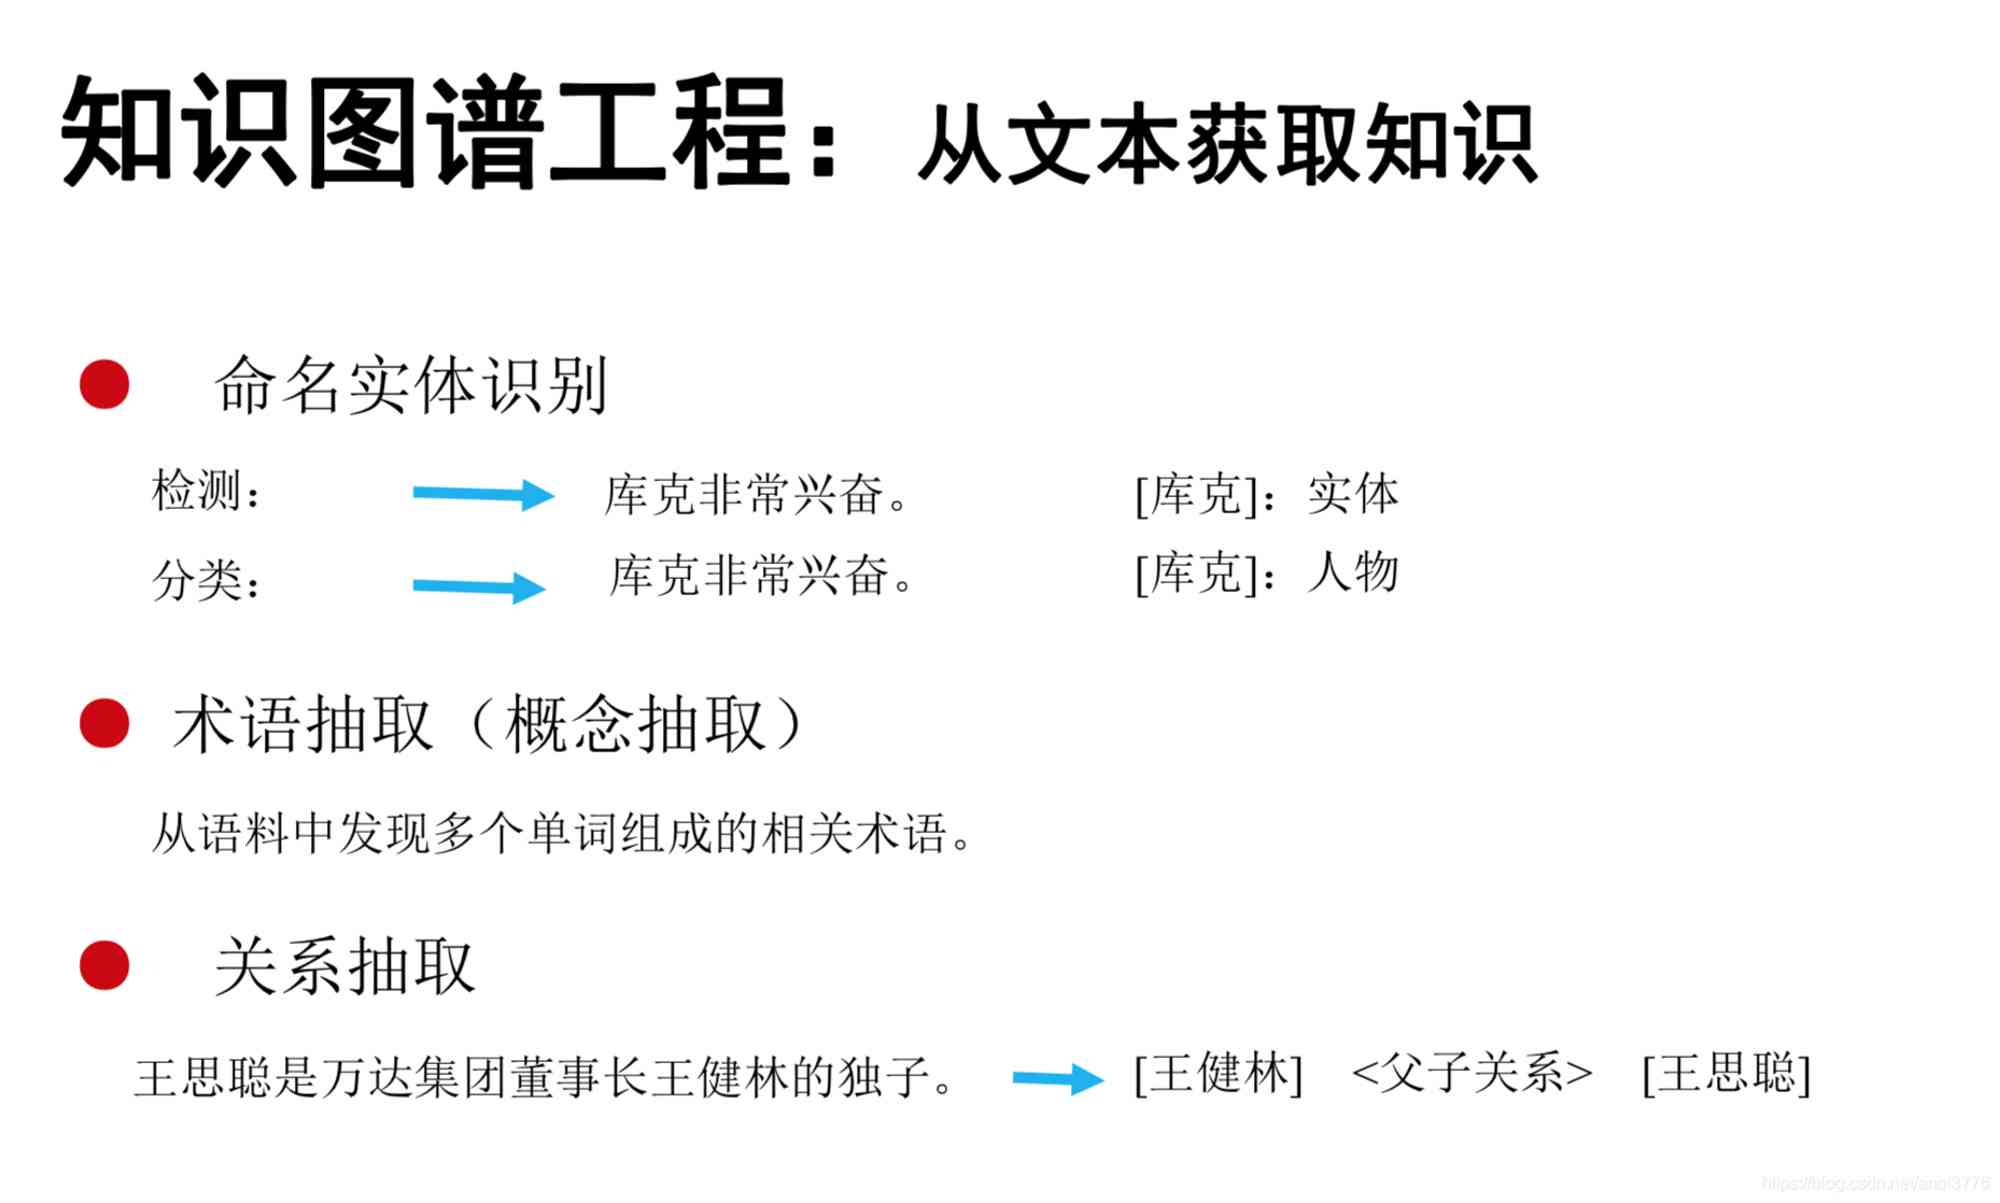 知识图谱工程：从文本获取知识
命名实体识别
检测： 库克非常兴奋。 [库克]：实体
分类： 库克非常兴奋。 [库克]：人物
术语抽取（概念抽取）
从语料中发现多个单词组成的相关术语。
关系抽取
王思聪是万达集团董事长王健林的独子。 [王健林] <父子关系> [王思聪]